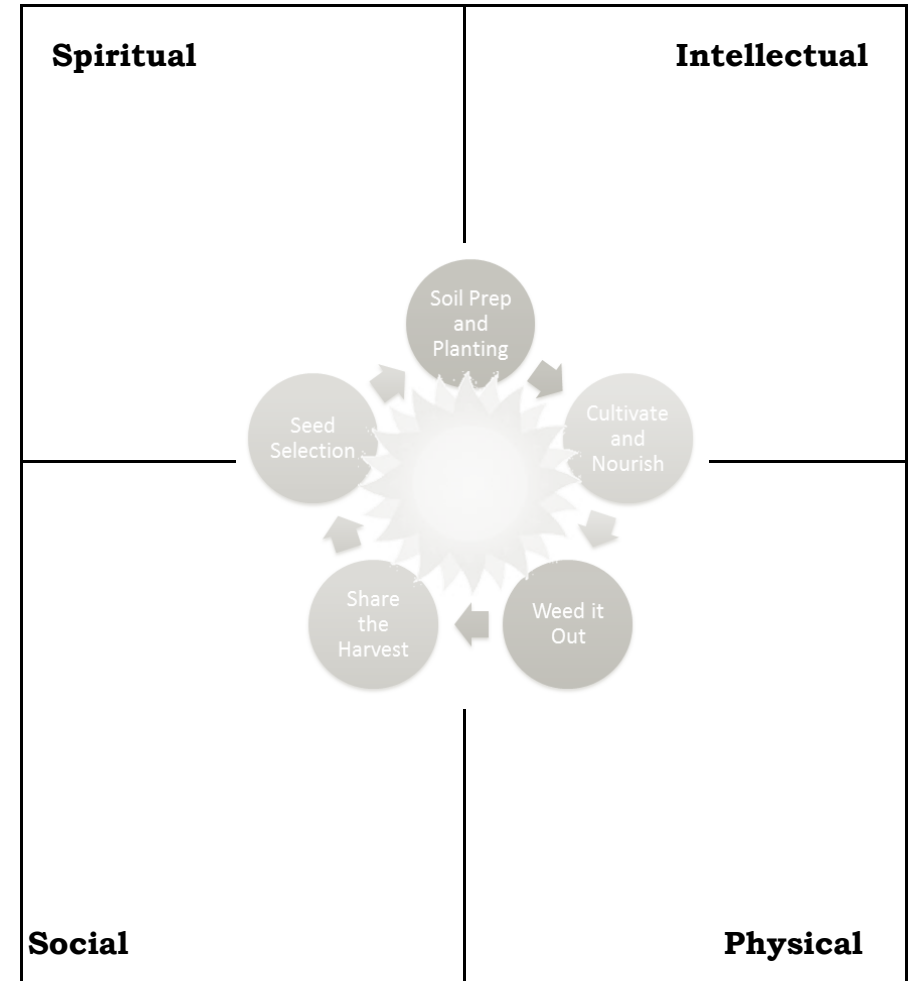 Spiritual
Intellectual
Soil Prep
and
Planting
Cultivate
and
Nourish
Weed it
Out
Share
the
Harvest
Seed
Selection
Social
Physical